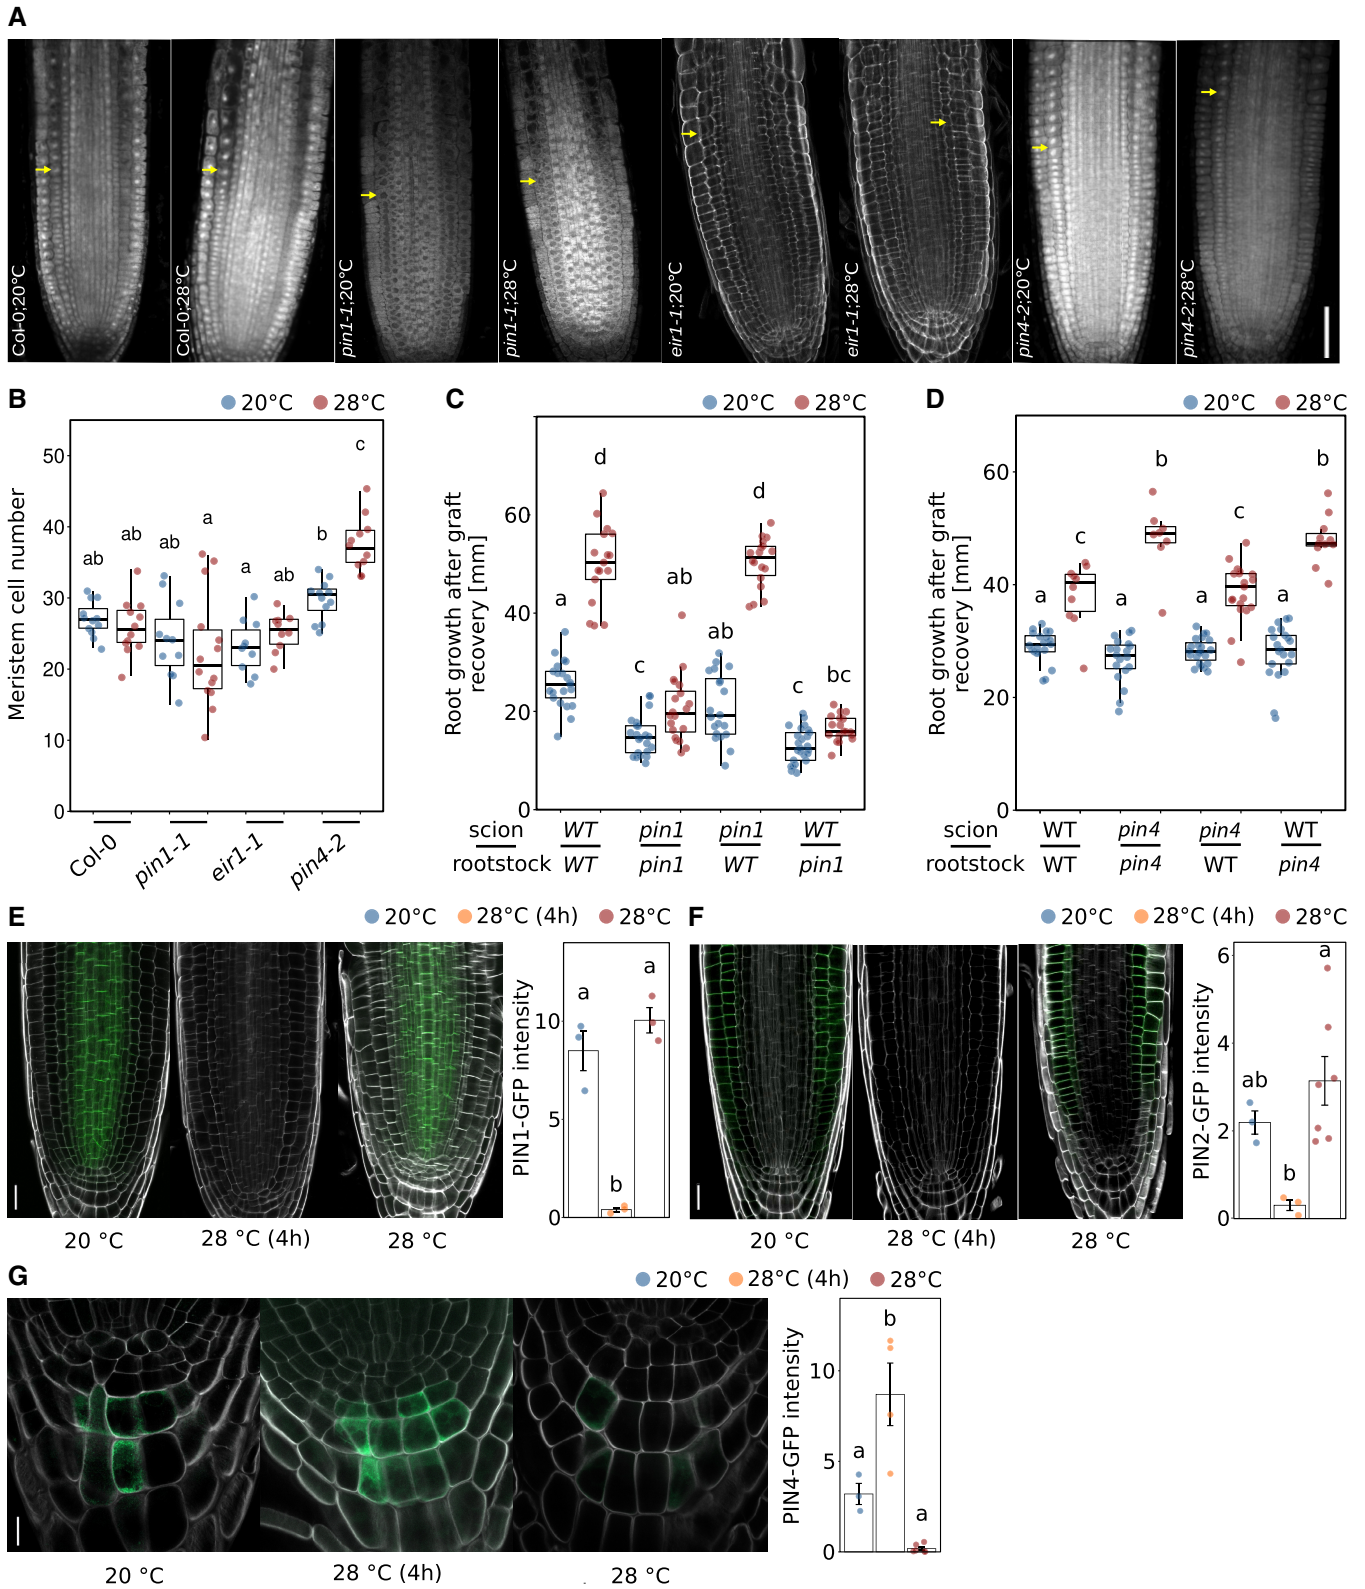 A
Col-0;20°C
Col-0;28°C
pin1-1;20°C
pin1-1;28°C
eir1-1;20°C
eir1-1;28°C
pin4-2;20°C
pin4-2;28°C
B
20°C 28°C
Meristem cell number
50
40
30
20
10
0
ab ab ab a a ab b c
Col-0 pin1-1 eir1-1 pin4-2
C
20°C 28°C
Root growth after graft
recovery [mm]
60
40
20
0
a d c ab ab d c bc
scion WT pin1 pin1 WT
rootstock WT pin1 WT pin1
D
20°C 28°C
Root growth after graft
recovery [mm]
60
40
20
0
a c a b a c a b
scion WT pin4 pin4 WT
rootstock WT pin4 WT pin4
E
20°C 28°C (4h) 28°C
20 °C 28 °C (4h) 28 °C
PIN1-GFP intensity
10
5
0
a b a
F
20°C 28°C (4h) 28°C
20 °C 28 °C (4h) 28 °C
PIN2-GFP intensity
6
4
2
0
ab b a
G
20°C 28°C (4h) 28°C
20 °C 28 °C (4h) 28 °C
PIN4-GFP intensity
10
5
0
a b a